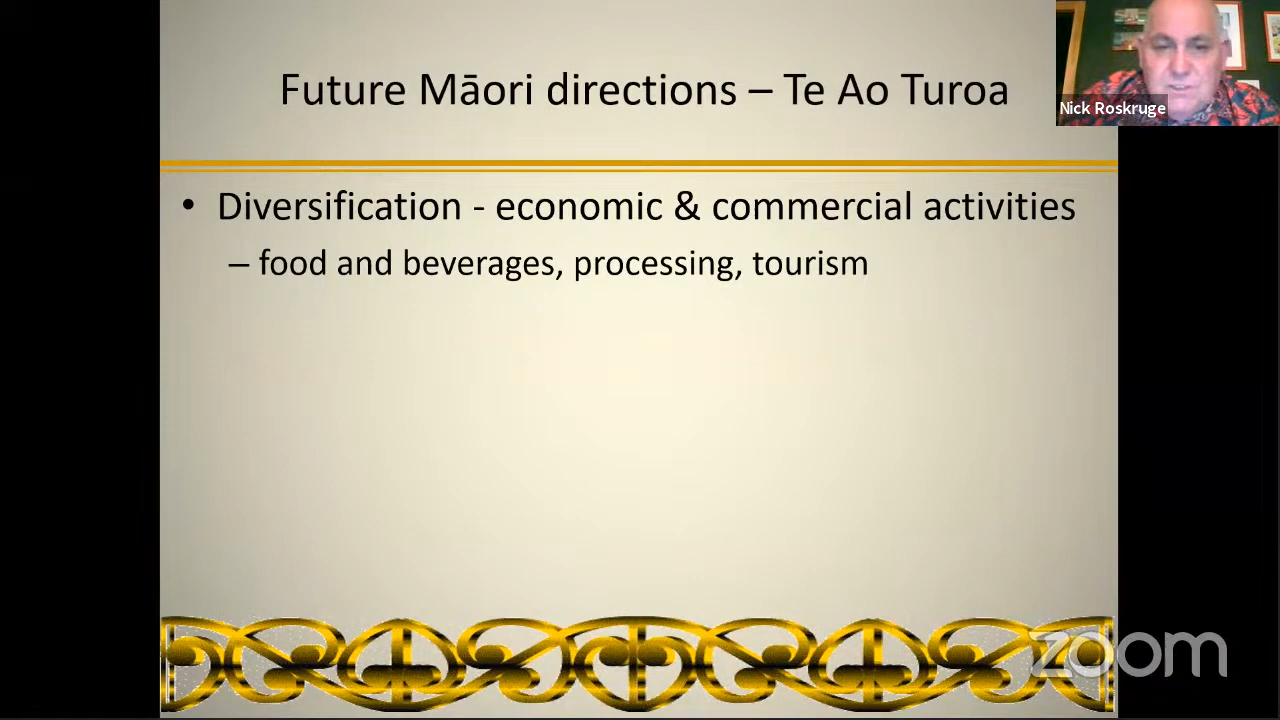 Future Māori directions – Te Ao Turoa
Nick Roskruge
• Diversification - economic & commercial activities
– food and beverages, processing, tourism
zoom